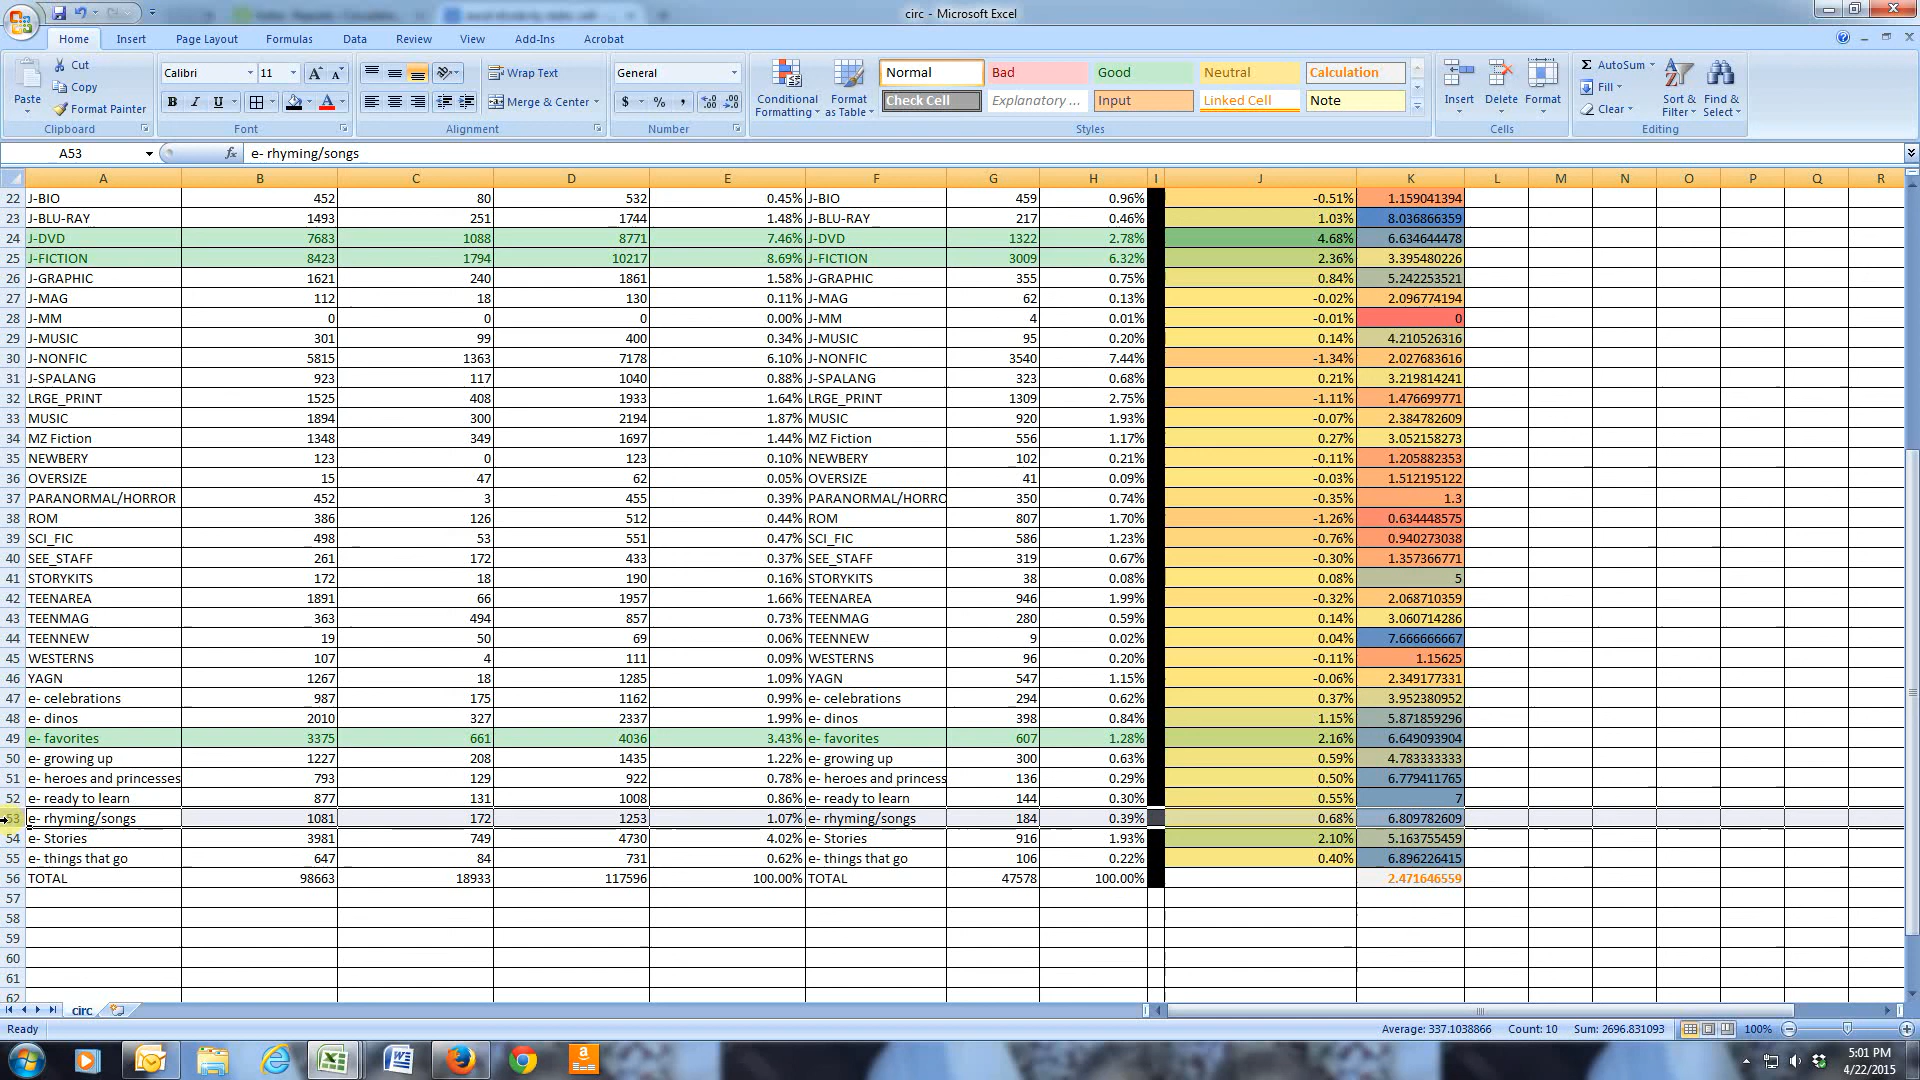 circ - Microsoft Excel
Home Insert Page Layout Formulas Data Review View Add-Ins Acrobat
Paste
Cut
Copy
Format Painter
Clipboard
Calibri 11
B I U
Font
Wrap Text
Merge & Center
Alignment
General
$ % ,
Number
Conditional Formatting
Format as Table
Normal Bad Good Neutral Calculation
Check Cell Explanatory ... Input Linked Cell Note
Styles
Insert Delete Format
Cells
AutoSum
Fill
Clear
Sort & Filter
Find & Select
Editing
A53 fx e- rhyming/songs
A B C D E F G H I J K L M N O P Q R
22 J-BIO 452 80 532 0.45% J-BIO 459 0.96% -0.51% 1.159041394
23 J-BLU-RAY 1493 251 1744 1.48% J-BLU-RAY 217 0.46% 1.03% 8.036866359
24 J-DVD 7683 1088 8771 7.46% J-DVD 1322 2.78% 4.68% 6.634644478
25 J-FICTION 8423 1794 10217 8.69% J-FICTION 3009 6.32% 2.36% 3.395480226
26 J-GRAPHIC 1621 240 1861 1.58% J-GRAPHIC 355 0.75% 0.84% 5.242253521
27 J-MAG 112 18 130 0.11% J-MAG 62 0.13% -0.02% 2.096774194
28 J-MM 0 0 0 0.00% J-MM 4 0.01% -0.01% 0
29 J-MUSIC 301 99 400 0.34% J-MUSIC 95 0.20% 0.14% 4.210526316
30 J-NONFIC 5815 1363 7178 6.10% J-NONFIC 3540 7.44% -1.34% 2.027683616
31 J-SPALANG 923 117 1040 0.88% J-SPALANG 323 0.68% 0.21% 3.219814241
32 LRGE_PRINT 1525 408 1933 1.64% LRGE_PRINT 1309 2.75% -1.11% 1.476699771
33 MUSIC 1894 300 2194 1.87% MUSIC 920 1.93% -0.07% 2.384782609
34 MZ Fiction 1348 349 1697 1.44% MZ Fiction 556 1.17% 0.27% 3.052158273
35 NEWBERY 123 0 123 0.10% NEWBERY 102 0.21% -0.11% 1.205882353
36 OVERSIZE 15 47 62 0.05% OVERSIZE 41 0.09% -0.03% 1.512195122
37 PARANORMAL/HORROR 452 3 455 0.39% PARANORMAL/HORRO 350 0.74% -0.35% 1.3
38 ROM 386 126 512 0.44% ROM 807 1.70% -1.26% 0.634448575
39 SCI_FIC 498 53 551 0.47% SCI_FIC 586 1.23% -0.76% 0.940273038
40 SEE_STAFF 261 172 433 0.37% SEE_STAFF 319 0.67% -0.30% 1.357366771
41 STORYKITS 172 18 190 0.16% STORYKITS 38 0.08% 0.08% 5
42 TEENAREA 1891 66 1957 1.66% TEENAREA 946 1.99% -0.32% 2.068710359
43 TEENMAG 363 494 857 0.73% TEENMAG 280 0.59% 0.14% 3.060714286
44 TEENNEW 19 50 69 0.06% TEENNEW 9 0.02% 0.04% 7.666666667
45 WESTERNS 107 4 111 0.09% WESTERNS 96 0.20% -0.11% 1.15625
46 YAGN 1267 18 1285 1.09% YAGN 547 1.15% -0.06% 2.349177331
47 e- celebrations 987 175 1162 0.99% e- celebrations 294 0.62% 0.37% 3.952380952
48 e- dinos 2010 327 2337 1.99% e- dinos 398 0.84% 1.15% 5.871859296
49 e- favorites 3375 661 4036 3.43% e- favorites 607 1.28% 2.16% 6.649093904
50 e- growing up 1227 208 1435 1.22% e- growing up 300 0.63% 0.59% 4.783333333
51 e- heroes and princesses 793 129 922 0.78% e- heroes and princess 136 0.29% 0.50% 6.779411765
52 e- ready to learn 877 131 1008 0.86% e- ready to learn 144 0.30% 0.55% 7
53 e- rhyming/songs 1081 172 1253 1.07% e- rhyming/songs 184 0.39% 0.68% 6.809782609
54 e- Stories 3981 749 4730 4.02% e- Stories 916 1.93% 2.10% 5.163755459
55 e- things that go 647 84 731 0.62% e- things that go 106 0.22% 0.40% 6.896226415
56 TOTAL 98663 18933 117596 100.00% TOTAL 47578 100.00% 2.471646559
57
58
59
60
61
62
circ
Ready Average: 337.1038866 Count: 10 Sum: 2696.831093 100%
5:01 PM
4/22/2015